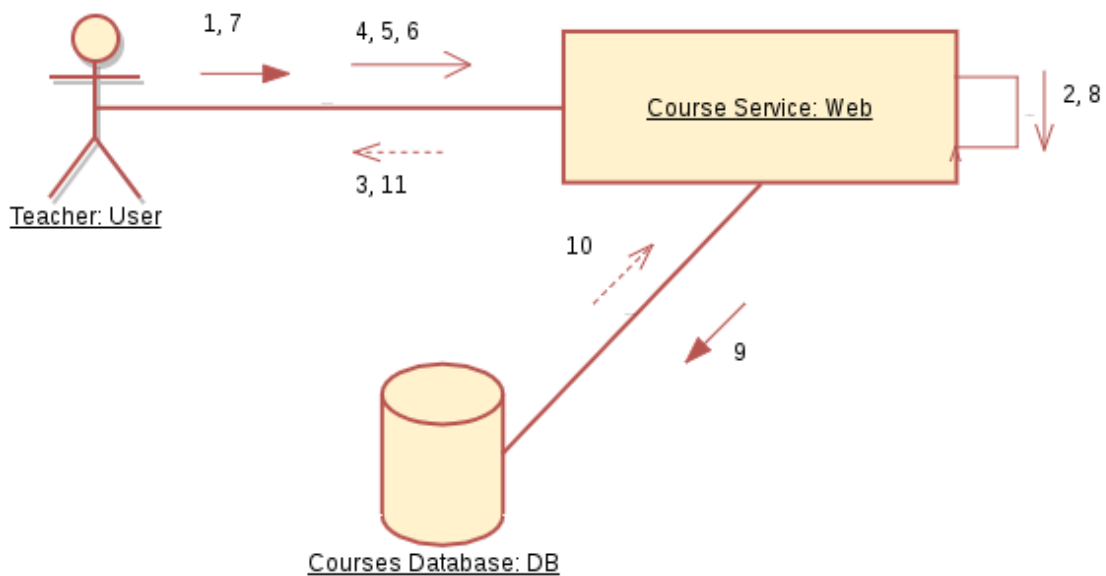 1, 7
4, 5, 6
Course Service: Web
2, 8
3, 11
Teacher: User
10
9
Courses Database: DB